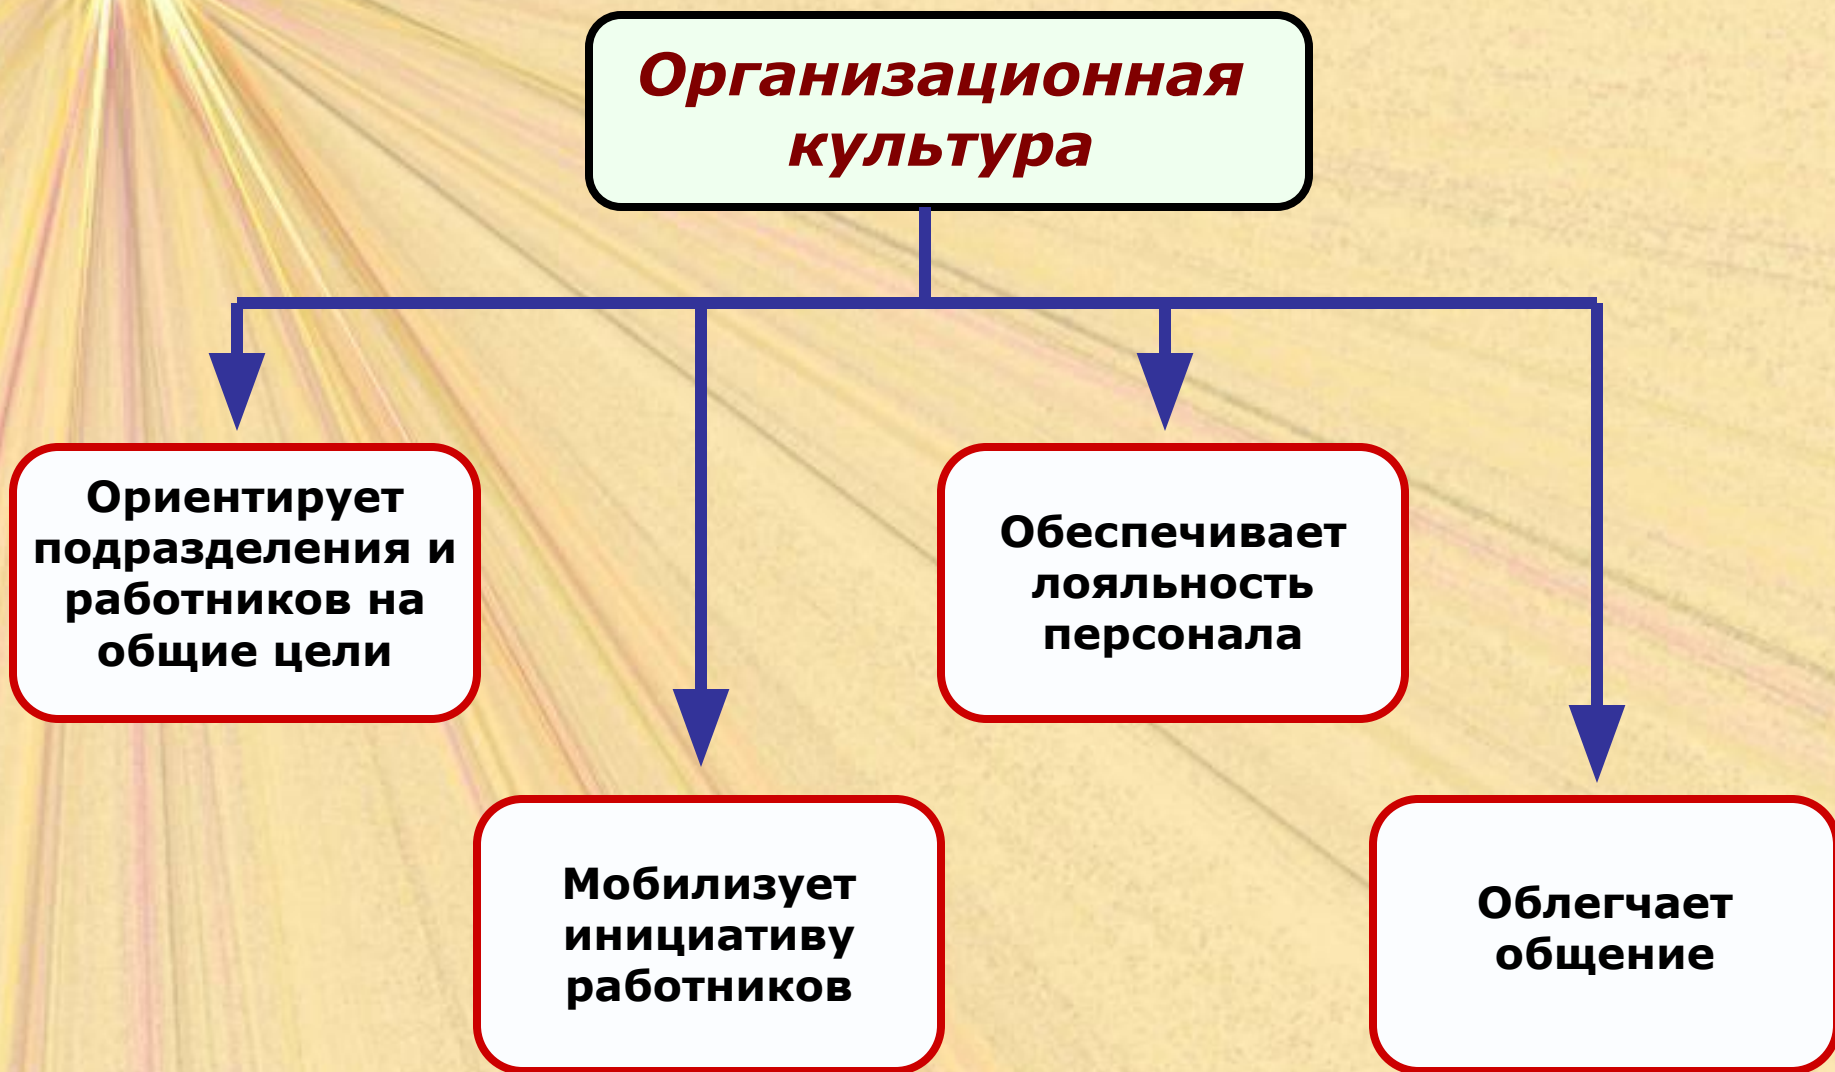 Организационная
культура
Ориентирует
подразделения и
работников на
общие цели
Мобилизует
инициативу
работников
Обеспечивает
лояльность
персонала
Облегчает
общение